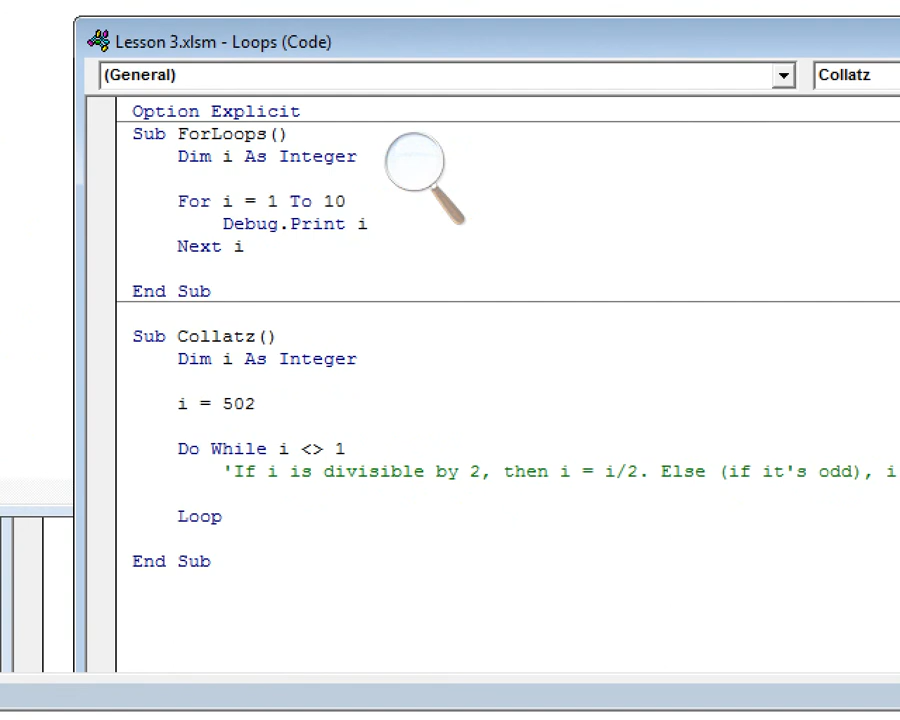 Lesson 3.xlsm - Loops (Code)
(General) Collatz
Option Explicit
Sub ForLoops()
Dim i As Integer
For i = 1 To 10
Debug.Print i
Next i
End Sub
Sub Collatz()
Dim i As Integer
i = 502
Do While i <> 1
'If i is divisible by 2, then i = i/2. Else (if it's odd), i
Loop
End Sub